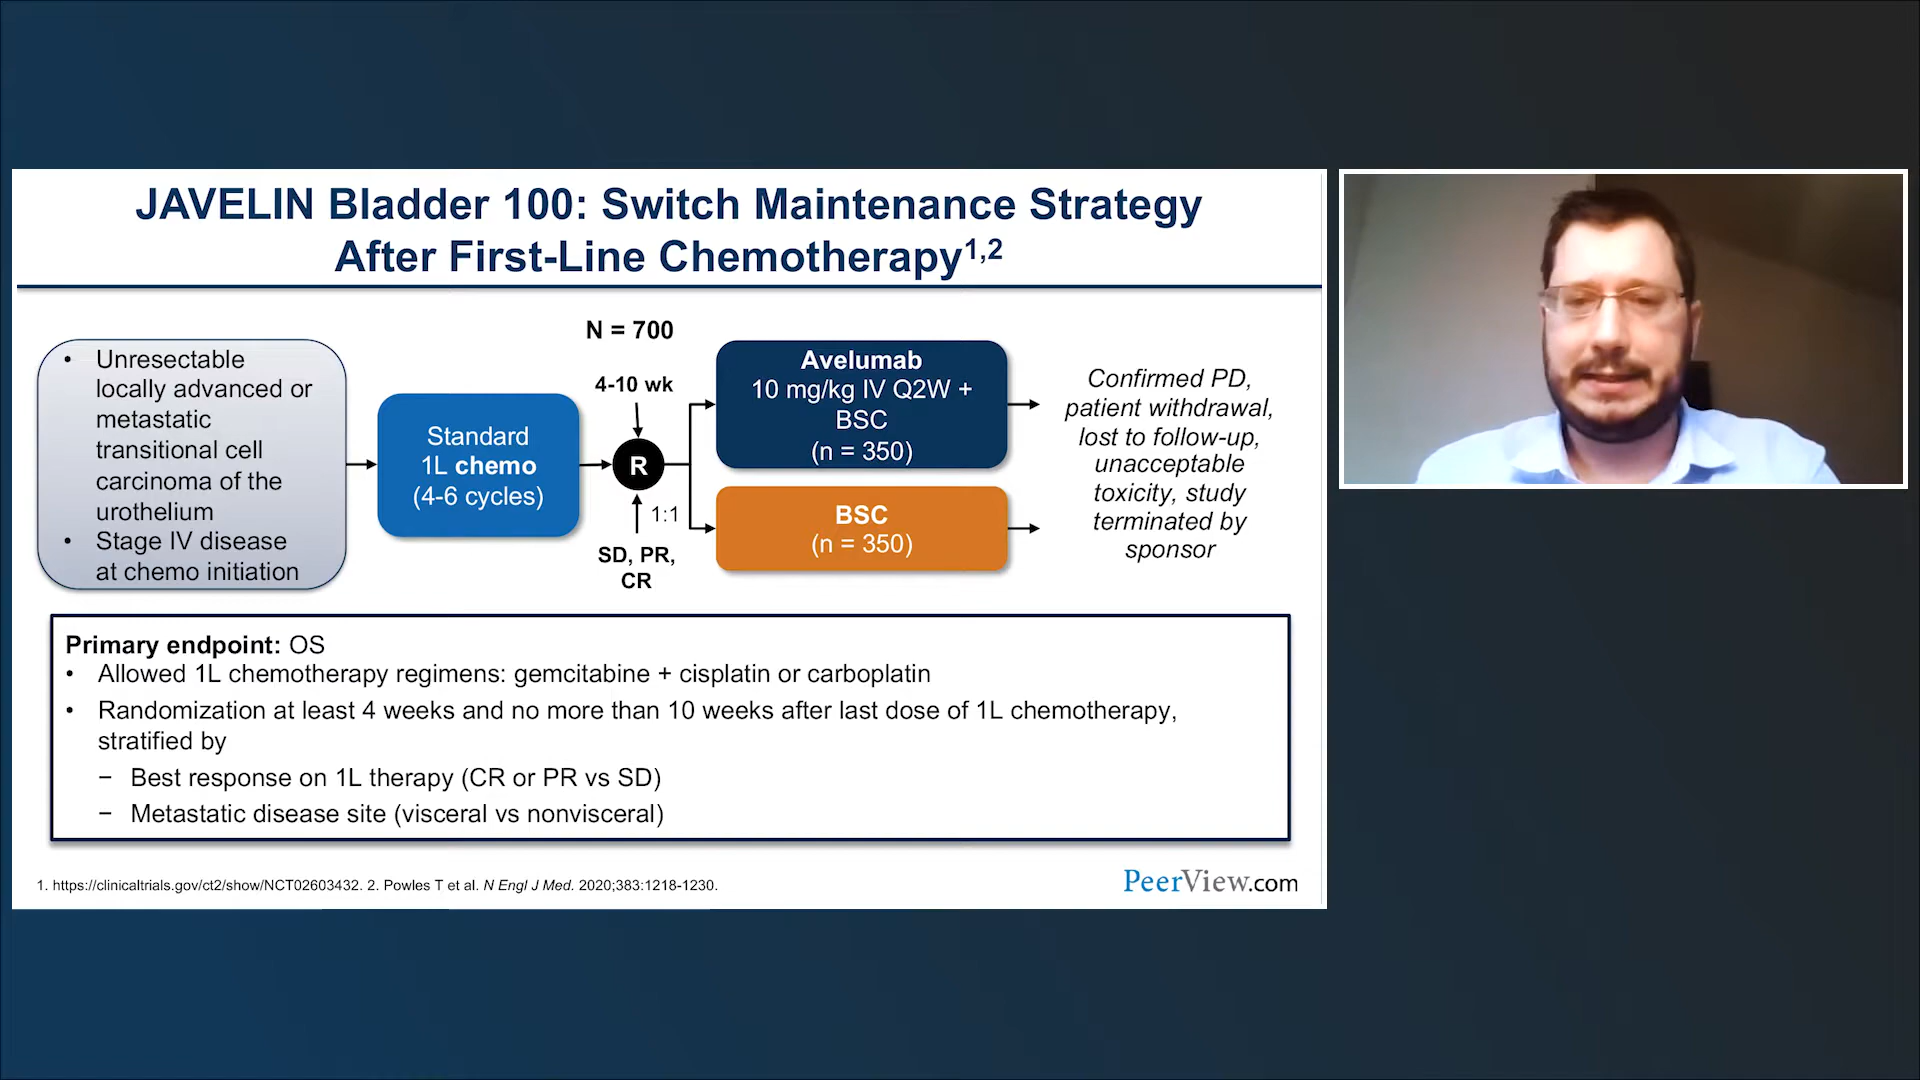 JAVELIN Bladder 100: Switch Maintenance Strategy
After First-Line Chemotherapy1,2
• Unresectable
locally advanced or
metastatic
transitional cell
carcinoma of the
urothelium
• Stage IV disease
at chemo initiation
Standard
1L chemo
(4-6 cycles)
N = 700
4-10 wk
R
1:1
SD, PR,
CR
Avelumab
10 mg/kg IV Q2W +
BSC
(n = 350)
BSC
(n = 350)
Confirmed PD,
patient withdrawal,
lost to follow-up,
unacceptable
toxicity, study
terminated by
sponsor
Primary endpoint: OS
• Allowed 1L chemotherapy regimens: gemcitabine + cisplatin or carboplatin
• Randomization at least 4 weeks and no more than 10 weeks after last dose of 1L chemotherapy,
stratified by
− Best response on 1L therapy (CR or PR vs SD)
− Metastatic disease site (visceral vs nonvisceral)
1. https://clinicaltrials.gov/ct2/show/NCT02603432. 2. Powles T et al. N Engl J Med. 2020;383:1218-1230.
PeerView.com